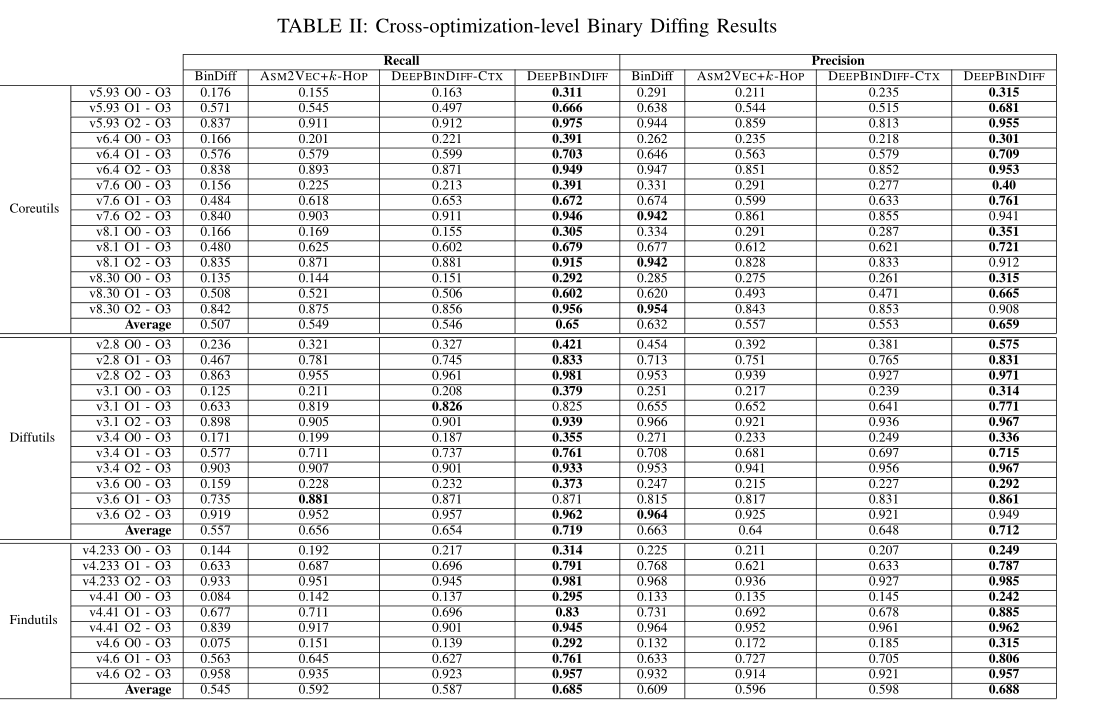 TABLE II: Cross-optimization-level Binary Diffing Results
Recall Precision
BinDiff ASM2VEC+k-HOP DEEPBINDIFF-CTX DEEPBINDIFF BinDiff ASM2VEC+k-HOP DEEPBINDIFF-CTX DEEPBINDIFF
v5.93 O0 - O3 0.176 0.155 0.163 0.311 0.291 0.211 0.235 0.315
v5.93 O1 - O3 0.571 0.545 0.497 0.666 0.638 0.544 0.515 0.681
v5.93 O2 - O3 0.837 0.911 0.912 0.975 0.944 0.859 0.813 0.955
v6.4 O0 - O3 0.166 0.201 0.221 0.391 0.262 0.235 0.218 0.301
v6.4 O1 - O3 0.576 0.579 0.599 0.703 0.646 0.563 0.579 0.709
v6.4 O2 - O3 0.838 0.893 0.871 0.949 0.947 0.851 0.852 0.953
v7.6 O0 - O3 0.156 0.225 0.213 0.391 0.331 0.291 0.277 0.40
v7.6 O1 - O3 0.484 0.618 0.653 0.672 0.674 0.599 0.633 0.761
Coreutils v7.6 O2 - O3 0.840 0.903 0.911 0.946 0.942 0.861 0.855 0.941
v8.1 O0 - O3 0.166 0.169 0.155 0.305 0.334 0.291 0.287 0.351
v8.1 O1 - O3 0.480 0.625 0.602 0.679 0.677 0.612 0.621 0.721
v8.1 O2 - O3 0.835 0.871 0.881 0.915 0.942 0.828 0.833 0.912
v8.30 O0 - O3 0.135 0.144 0.151 0.292 0.285 0.275 0.261 0.315
v8.30 O1 - O3 0.508 0.521 0.506 0.602 0.620 0.493 0.471 0.665
v8.30 O2 - O3 0.842 0.875 0.856 0.956 0.954 0.843 0.853 0.908
Average 0.507 0.549 0.546 0.65 0.632 0.557 0.553 0.659
v2.8 O0 - O3 0.236 0.321 0.327 0.421 0.454 0.392 0.381 0.575
v2.8 O1 - O3 0.467 0.781 0.745 0.833 0.713 0.751 0.765 0.831
v2.8 O2 - O3 0.863 0.955 0.961 0.981 0.953 0.939 0.927 0.971
v3.1 O0 - O3 0.125 0.211 0.208 0.379 0.251 0.217 0.239 0.314
v3.1 O1 - O3 0.633 0.819 0.826 0.825 0.655 0.652 0.641 0.771
v3.1 O2 - O3 0.898 0.905 0.901 0.939 0.966 0.921 0.936 0.967
Diffutils v3.4 O0 - O3 0.171 0.199 0.187 0.355 0.271 0.233 0.249 0.336
v3.4 O1 - O3 0.577 0.711 0.737 0.761 0.708 0.681 0.697 0.715
v3.4 O2 - O3 0.903 0.907 0.901 0.933 0.953 0.941 0.956 0.967
v3.6 O0 - O3 0.159 0.228 0.232 0.373 0.247 0.215 0.227 0.292
v3.6 O1 - O3 0.735 0.881 0.871 0.871 0.815 0.817 0.831 0.861
v3.6 O2 - O3 0.919 0.952 0.957 0.962 0.964 0.925 0.921 0.949
Average 0.557 0.656 0.654 0.719 0.663 0.64 0.648 0.712
v4.233 O0 - O3 0.144 0.192 0.217 0.314 0.225 0.211 0.207 0.249
v4.233 O1 - O3 0.633 0.687 0.696 0.791 0.768 0.621 0.633 0.787
v4.233 O2 - O3 0.933 0.951 0.945 0.981 0.968 0.936 0.927 0.985
v4.41 O0 - O3 0.084 0.142 0.137 0.295 0.133 0.135 0.145 0.242
v4.41 O1 - O3 0.677 0.711 0.696 0.83 0.731 0.692 0.678 0.885
Findutils v4.41 O2 - O3 0.839 0.917 0.901 0.945 0.964 0.952 0.961 0.962
v4.6 O0 - O3 0.075 0.151 0.139 0.292 0.132 0.172 0.185 0.315
v4.6 O1 - O3 0.563 0.645 0.627 0.761 0.633 0.727 0.705 0.806
v4.6 O2 - O3 0.958 0.935 0.923 0.957 0.932 0.914 0.921 0.957
Average 0.545 0.592 0.587 0.685 0.609 0.596 0.598 0.688